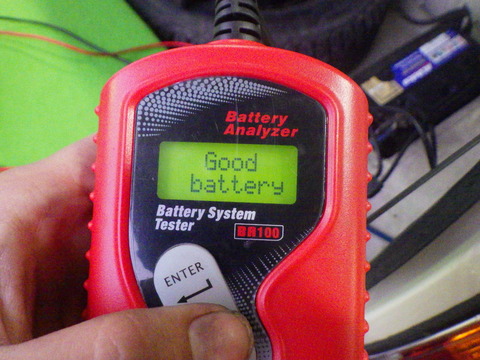 Battery
Analyzer
Good
battery
Battery System
Tester
BA100
ENTER